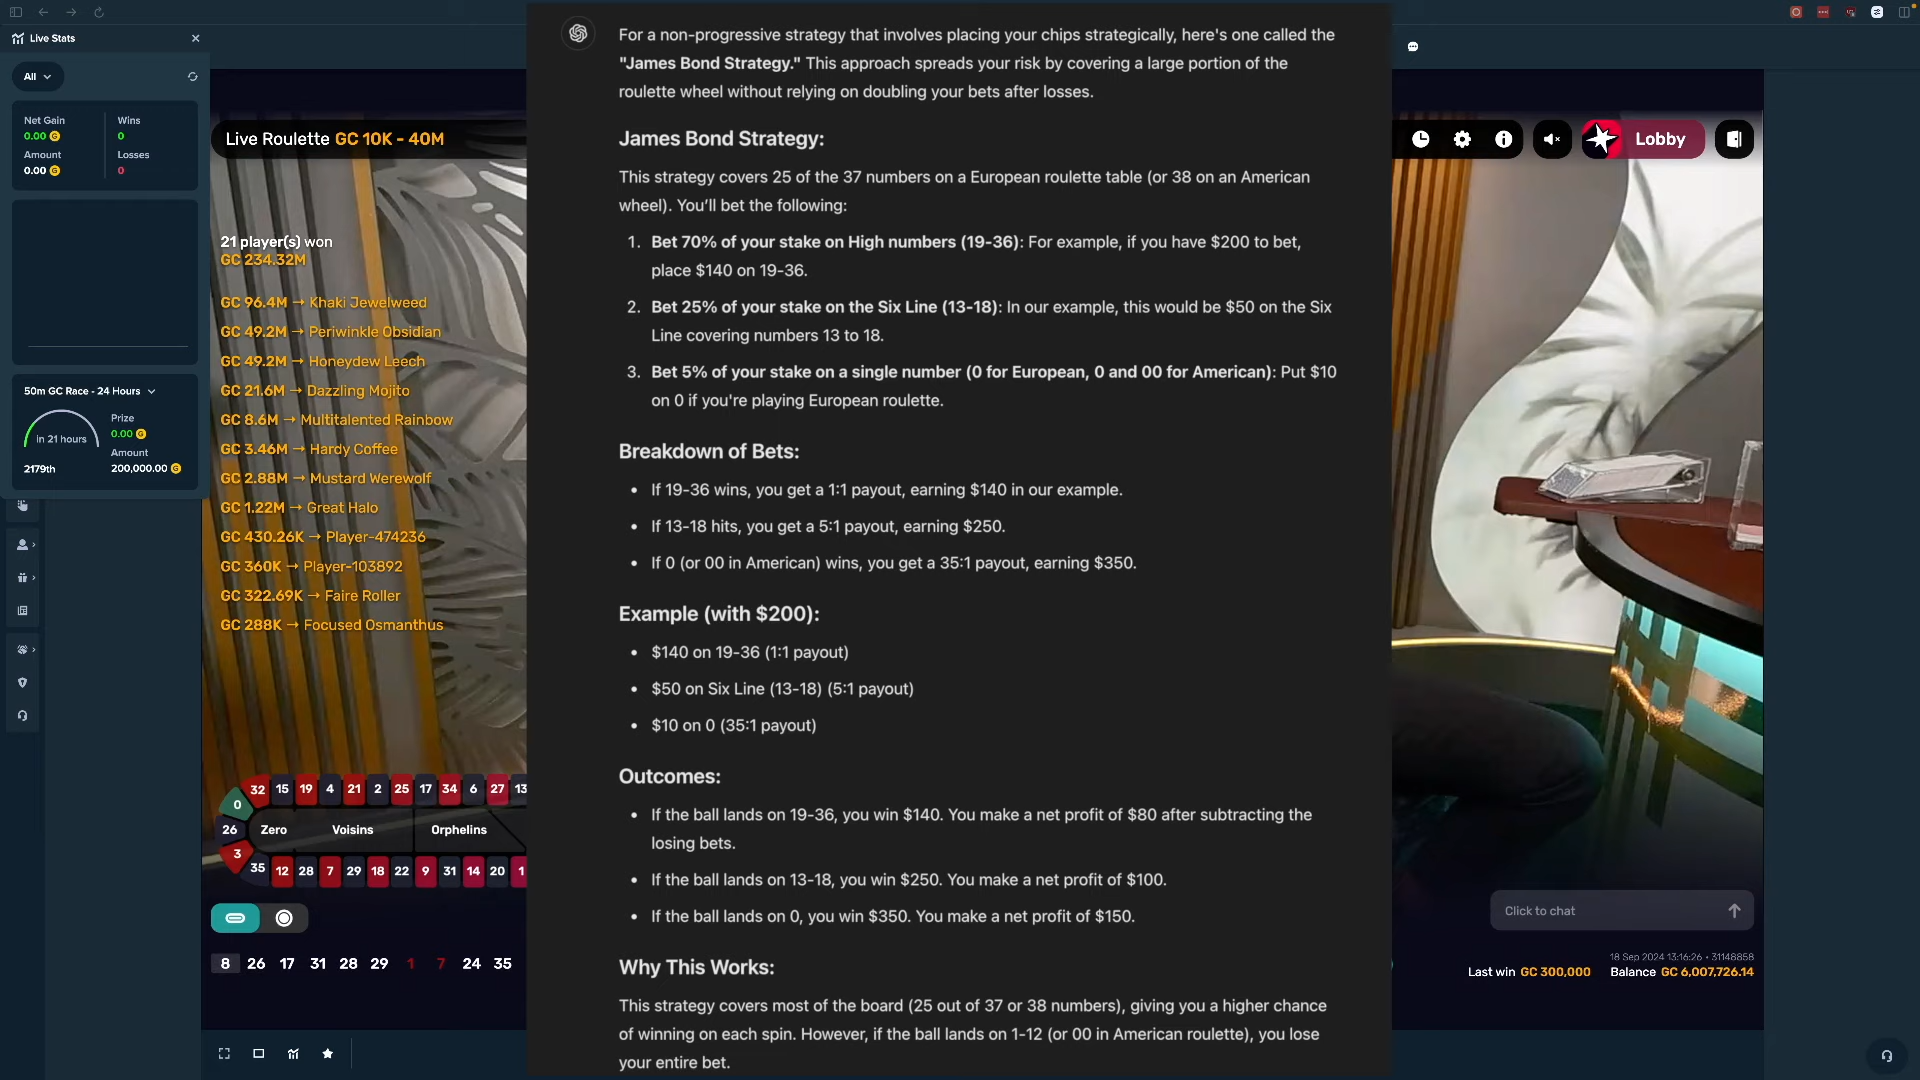 Live Stats
All
Net Gain
0.00
Wins
0
Amount
0.00
Losses
0
50m GC Race - 24 Hours
in 21 hours
Prize
0.00
2179th
Amount
200,000.00
Live Roulette GC 10K - 40M
21 player(s) won
GC 234.32M
GC 96.4M → Khaki Jewelweed
GC 49.2M → Periwinkle Obsidian
GC 49.2M → Honeydew Leech
GC 21.6M → Dazzling Mojito
GC 8.6M → Multitalented Rainbow
GC 3.46M → Hardy Coffee
GC 2.88M → Mustard Werewolf
GC 1.22M → Great Halo
GC 430.26K → Player-474236
GC 360K → Player-103892
GC 322.69K → Faire Roller
GC 288K → Focused Osmanthus
32 15 19 4 21 2 25 17 34 6 27 13
0
26 Zero Voisins Orphelins
3
35 12 28 7 29 18 22 9 31 14 20 1
8 26 17 31 28 29 1 7 24 35
For a non-progressive strategy that involves placing your chips strategically, here's one called the
"James Bond Strategy." This approach spreads your risk by covering a large portion of the
roulette wheel without relying on doubling your bets after losses.
James Bond Strategy:
This strategy covers 25 of the 37 numbers on a European roulette table (or 38 on an American
wheel). You'll bet the following:
1. Bet 70% of your stake on High numbers (19-36): For example, if you have $200 to bet,
place $140 on 19-36.
2. Bet 25% of your stake on the Six Line (13-18): In our example, this would be $50 on the Six
Line covering numbers 13 to 18.
3. Bet 5% of your stake on a single number (0 for European, 0 and 00 for American): Put $10
on 0 if you're playing European roulette.
Breakdown of Bets:
• If 19-36 wins, you get a 1:1 payout, earning $140 in our example.
• If 13-18 hits, you get a 5:1 payout, earning $250.
• If 0 (or 00 in American) wins, you get a 35:1 payout, earning $350.
Example (with $200):
• $140 on 19-36 (1:1 payout)
• $50 on Six Line (13-18) (5:1 payout)
• $10 on 0 (35:1 payout)
Outcomes:
• If the ball lands on 19-36, you win $140. You make a net profit of $80 after subtracting the
losing bets.
• If the ball lands on 13-18, you win $250. You make a net profit of $100.
• If the ball lands on 0, you win $350. You make a net profit of $150.
Why This Works:
This strategy covers most of the board (25 out of 37 or 38 numbers), giving you a higher chance
of winning on each spin. However, if the ball lands on 1-12 (or 00 in American roulette), you lose
your entire bet.
Lobby
Click to chat
18 Sep 2024 13:16:26 • 31148858
Last win GC 300,000 Balance GC 6,007,726.14